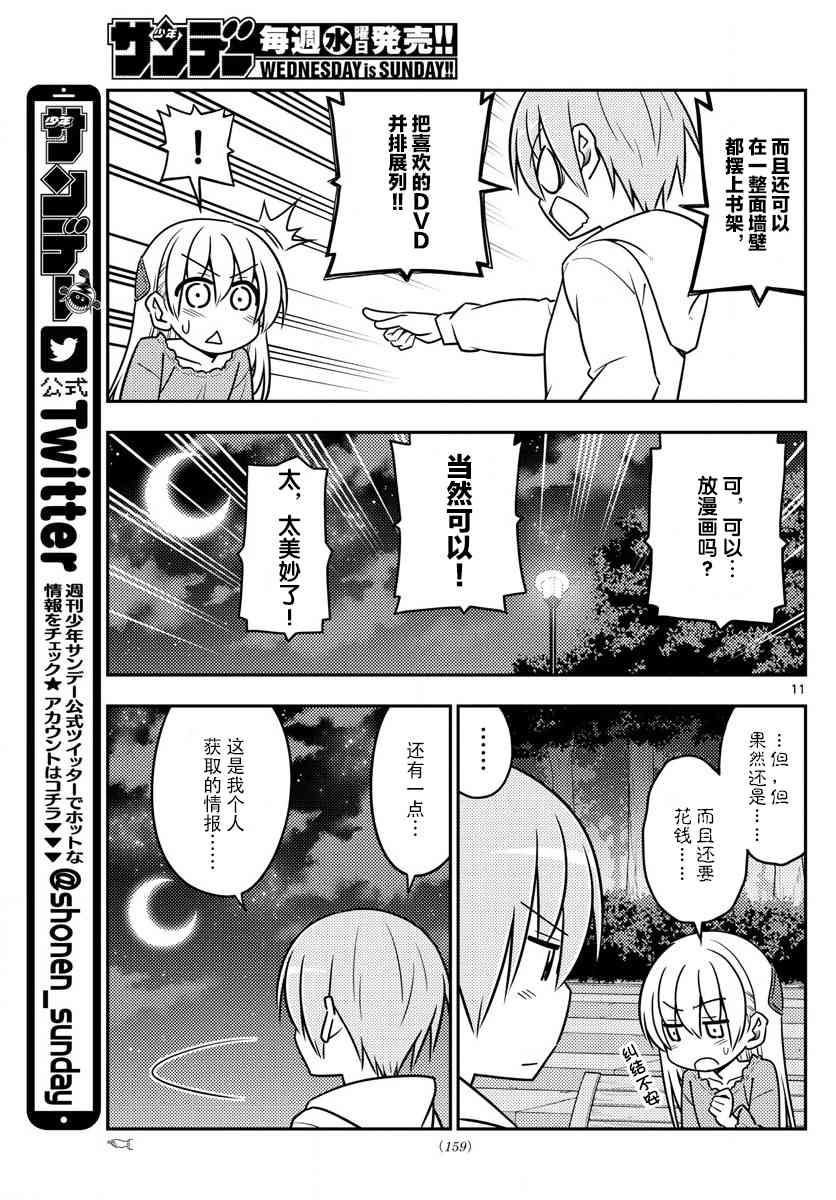 少年サンデー 毎週水曜日発売!!
WEDNESDAY is SUNDAY!!
少年サンデー
公式
Twitter
週刊少年サンデー公式ツイッターでホットな
情報をチェック★ アカウントはコチラ▼▼▼
@shonen_sunday
而且还可以
在一整面墙壁
都摆上书架，
把喜欢的DVD
并排展列!!
！
可，可以…
放漫画吗？
当然可以！
太，
太美妙了！
11
…但，但
果然还是…
而且还要
花钱……
纠结不安
……
还有一点…
这是我个人
获取的情报……
(159)